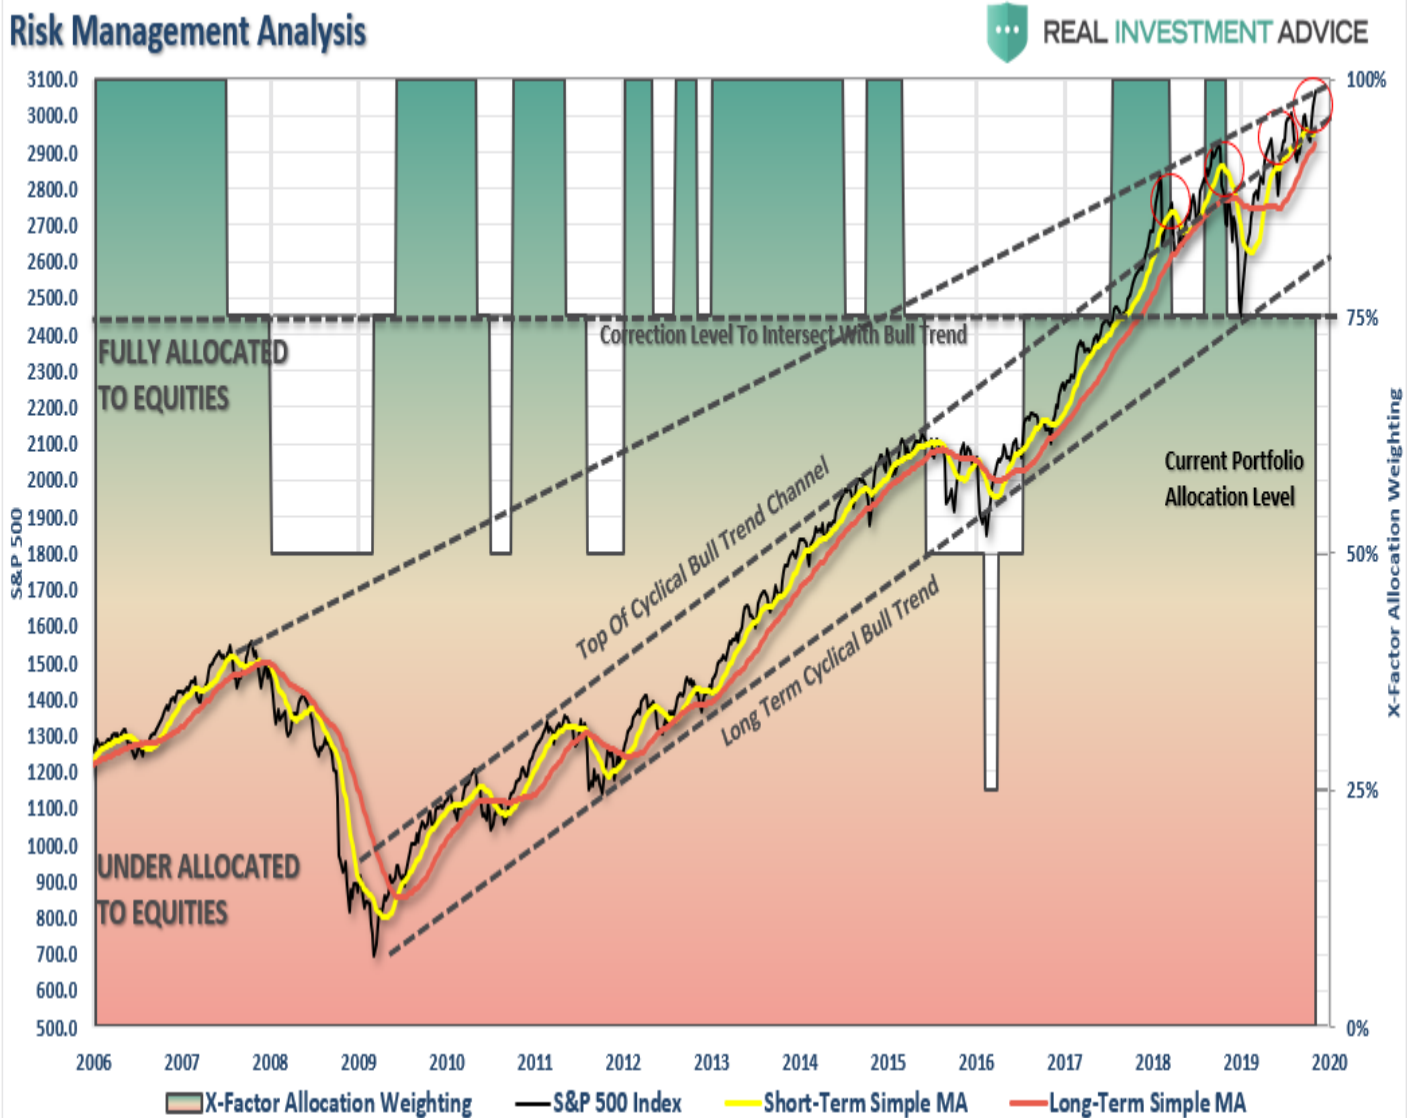 Risk Management Analysis
REAL INVESTMENT ADVICE
3100.0
3000.0
2900.0
2800.0
2700.0
2600.0
2500.0
2400.0
2300.0
2200.0
2100.0
2000.0
1900.0
1800.0
1700.0
1600.0
1500.0
1400.0
1300.0
1200.0
1100.0
1000.0
900.0
800.0
700.0
600.0
500.0
S&P 500
100%
75%
50%
25%
0%
X-Factor Allocation Weighting
Correction Level To Intersect With Bull Trend
FULLY ALLOCATED
TO EQUITIES
Current Portfolio
Allocation Level
Top Of Cyclical Bull Trend Channel
Long Term Cyclical Bull Trend
UNDER ALLOCATED
TO EQUITIES
2006 2007 2008 2009 2010 2011 2012 2013 2014 2015 2016 2017 2018 2019 2020
X-Factor Allocation Weighting S&P 500 Index Short-Term Simple MA Long-Term Simple MA